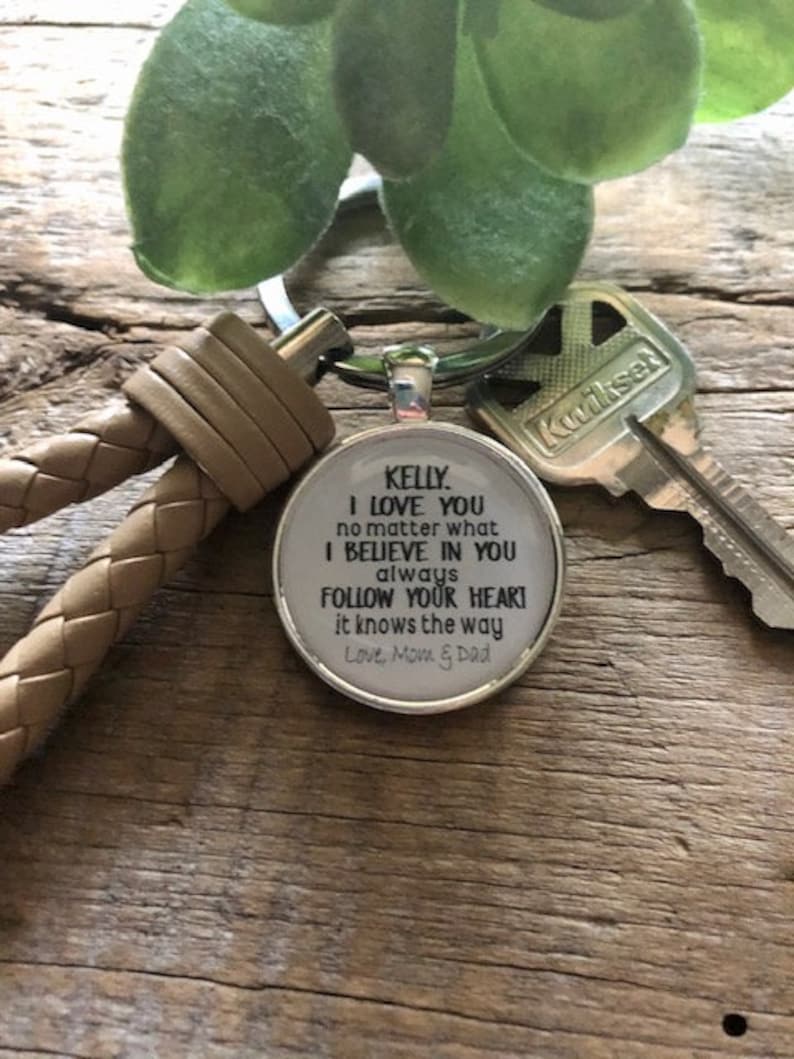 Kwikset
KELLY,
I LOVE YOU
no matter what
I BELIEVE IN YOU
always
FOLLOW YOUR HEART
it knows the way
Love, Mom & Dad